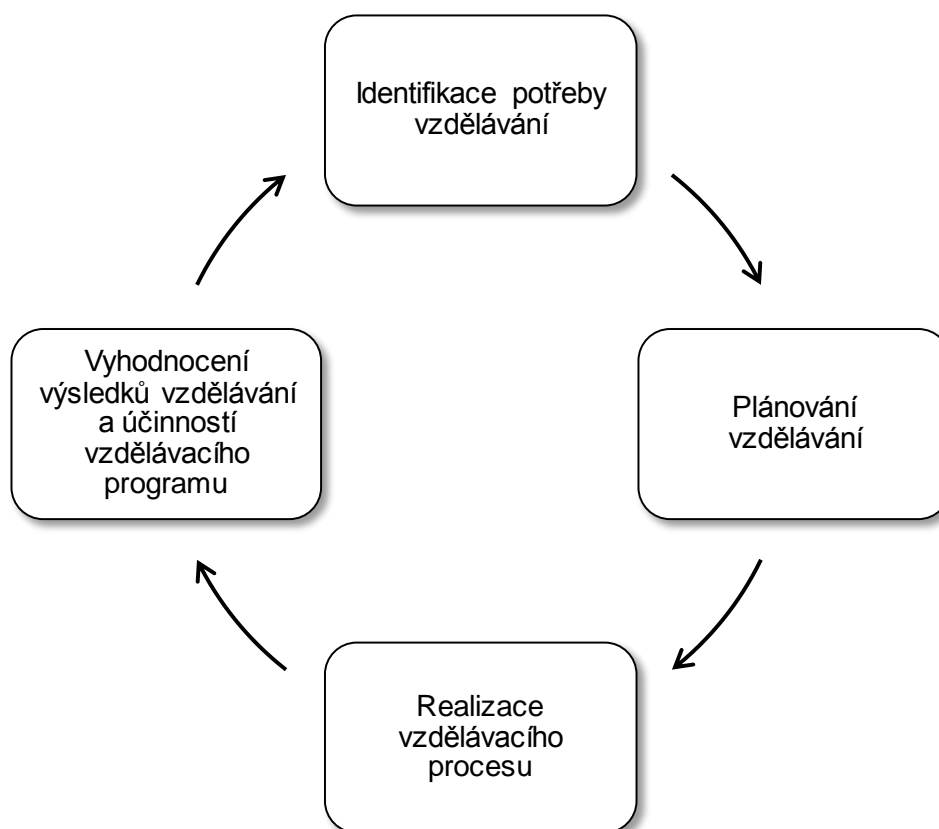 Identifikace potřeby
vzdělávání
Plánování
vzdělávání
Realizace
vzdělávacího
procesu
Vyhodnocení
výsledků vzdělávání
a účinností
vzdělávacího
programu